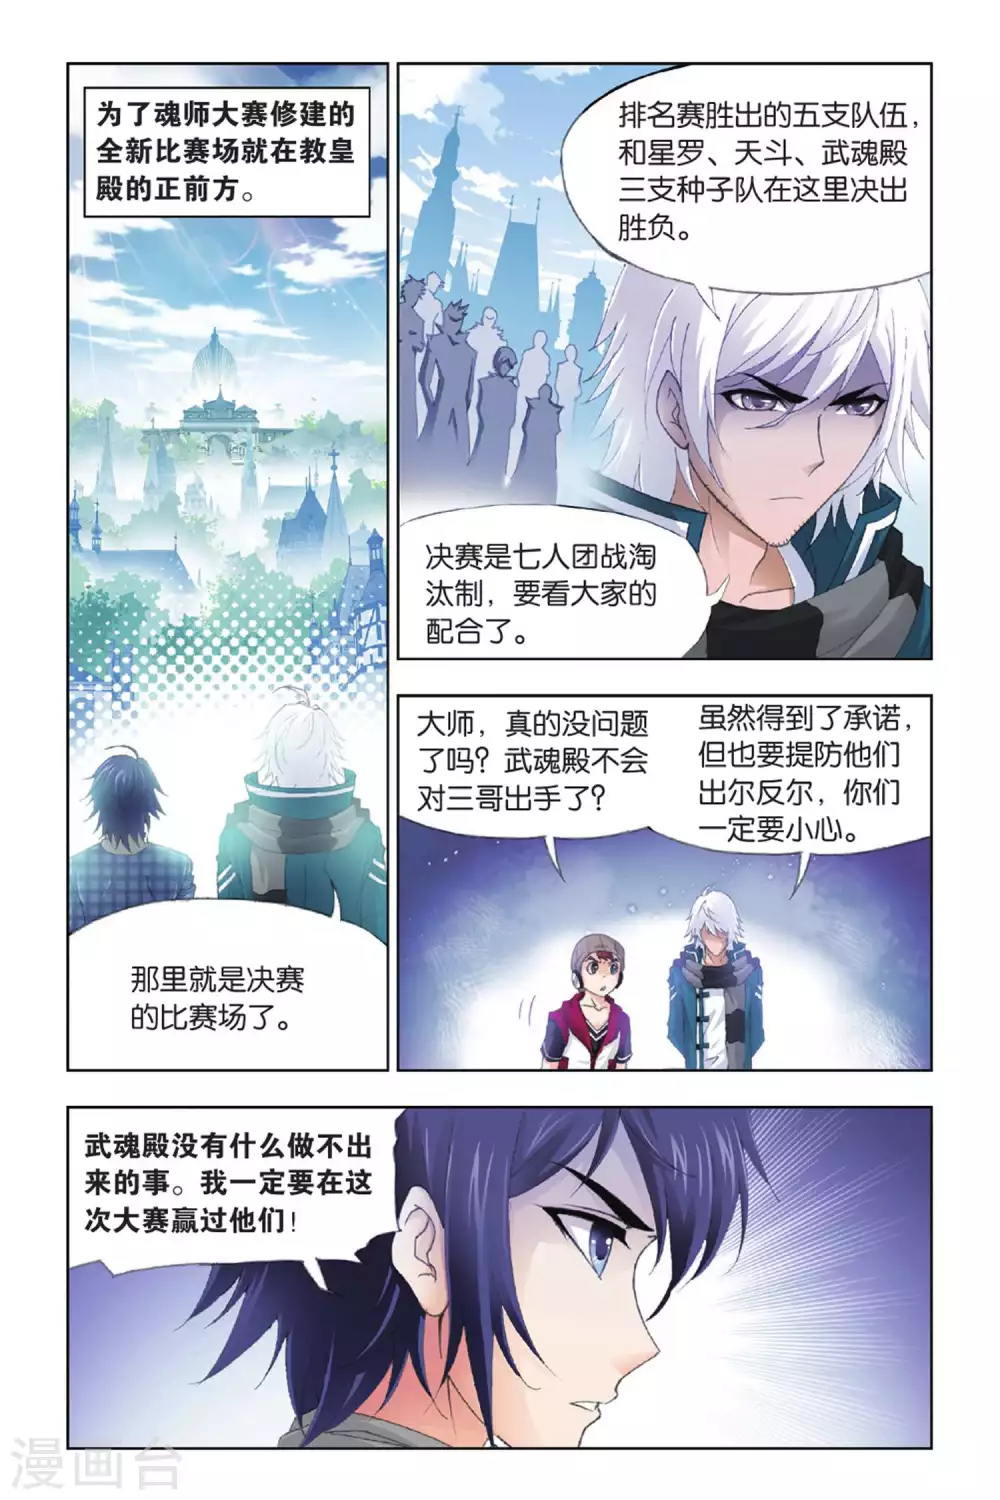 为了魂师大赛修建的
全新比赛场就在教皇
殿的正前方。
那里就是决赛
的比赛场了。
排名赛胜出的五支队伍，
和星罗、天斗、武魂殿
三支种子队在这里决出
胜负。
决赛是七人团战淘
汰制，要看大家的
配合了。
大师，真的没问题
了吗？武魂殿不会
对三哥出手了？
虽然得到了承诺，
但也要提防他们
出尔反尔，你们
一定要小心。
武魂殿没有什么做不出
来的事。我一定要在这
次大赛赢过他们！
漫画台